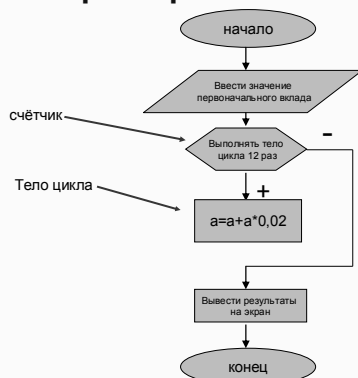 начало
Ввести значение
первоначального вклада
счётчик
Выполнять тело
цикла 12 раз
–
+
Тело цикла
a=a+a*0,02
Вывести результаты
на экран
конец